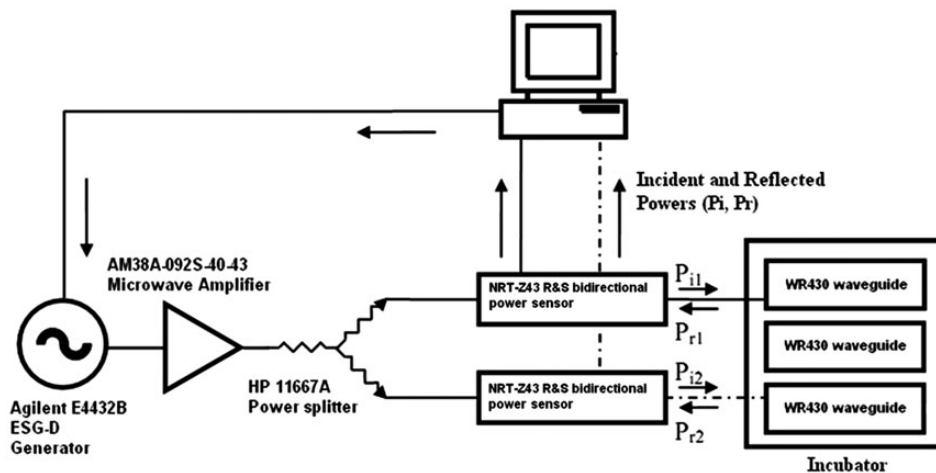 Incident and Reflected
Powers (Pi, Pr)
AM38A-092S-40-43
Microwave Amplifier
NRT-Z43 R&S bidirectional
power sensor
Pi1
Pr1
WR430 waveguide
WR430 waveguide
HP 11667A
Power splitter
NRT-Z43 R&S bidirectional
power sensor
Pi2
Pr2
WR430 waveguide
Agilent E4432B
ESG-D
Generator
Incubator